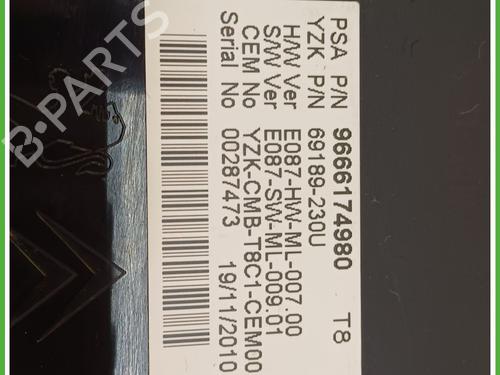 PSA P/N 9666174980 T8
YZK P/N 69189-230U
H/W Ver E087-HW-ML-007.00
S/W Ver E087-SW-ML-009.01
CEM No YZK-CMB-T8C1-CEM00
Serial No 00287473 19/11/2010
B-PARTS